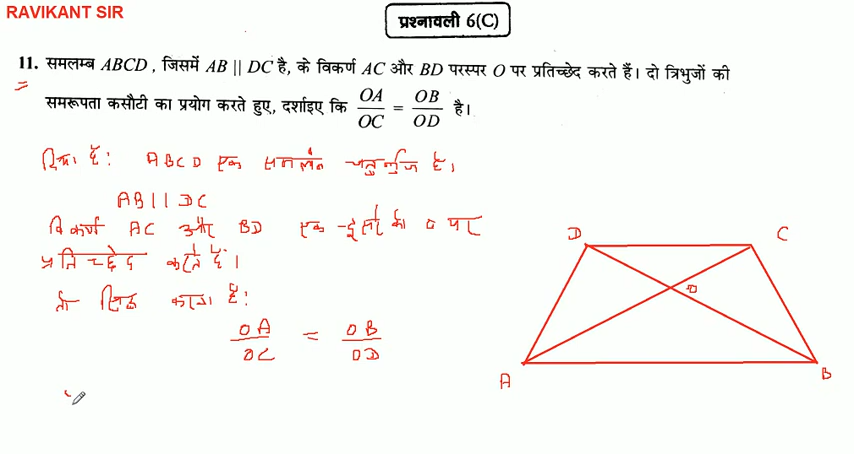 RAVIKANT SIR
प्रश्नावली 6(C)
11. समलम्ब ABCD , जिसमें AB || DC है, के विकर्ण AC और BD परस्पर O पर प्रतिच्छेद करते हैं। दो त्रिभुजों की
समरूपता कसौटी का प्रयोग करते हुए, दर्शाइए कि OA/OC = OB/OD है।
दिया है: ABCD एक समलंब चतुर्भुज है।
AB || DC
विकर्ण AC और BD एक-दूसरे को O पर
प्रतिच्छेद करते हैं।
तो सिद्ध करना है:
OA/OC = OB/OD
D C
O
A B